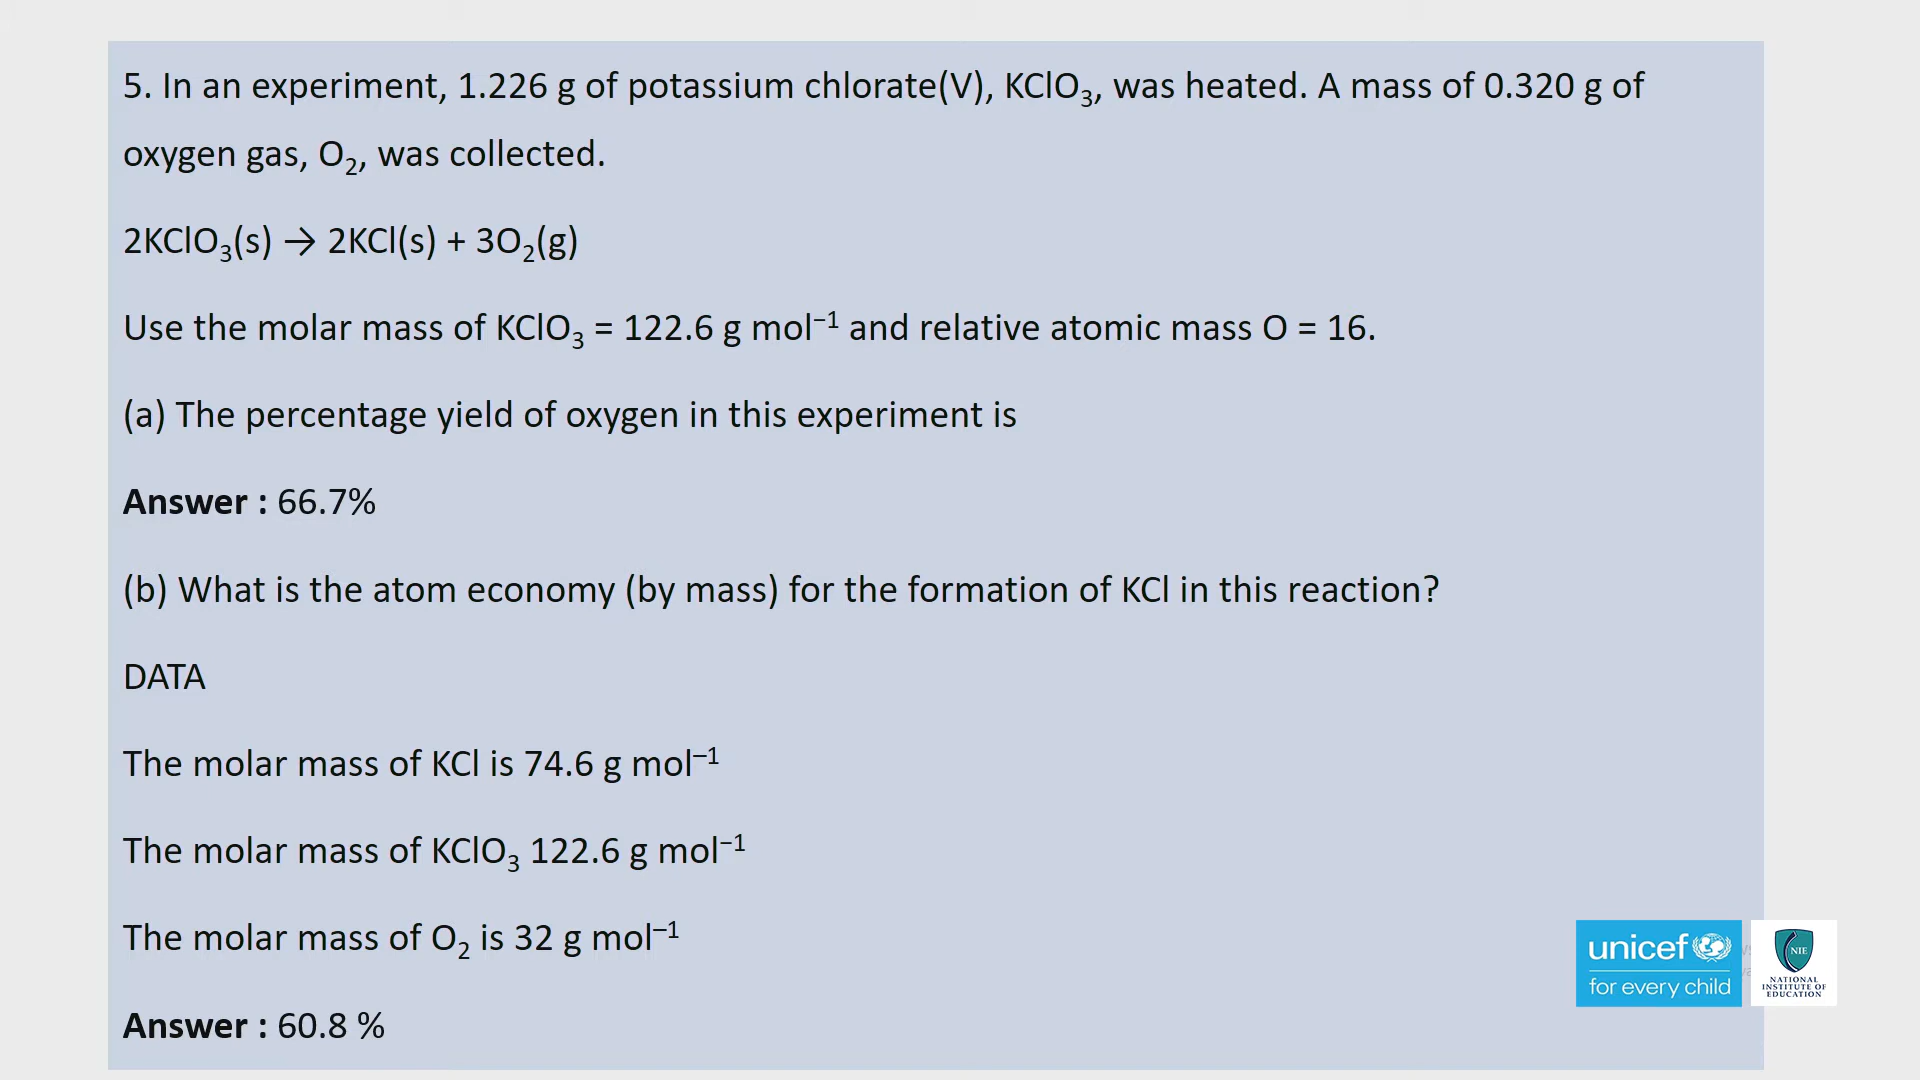 5. In an experiment, 1.226 g of potassium chlorate(V), KClO₃, was heated. A mass of 0.320 g of
oxygen gas, O₂, was collected.
2KClO₃(s) → 2KCl(s) + 3O₂(g)
Use the molar mass of KClO₃ = 122.6 g mol⁻¹ and relative atomic mass O = 16.
(a) The percentage yield of oxygen in this experiment is
Answer : 66.7%
(b) What is the atom economy (by mass) for the formation of KCl in this reaction?
DATA
The molar mass of KCl is 74.6 g mol⁻¹
The molar mass of KClO₃ 122.6 g mol⁻¹
The molar mass of O₂ is 32 g mol⁻¹
Answer : 60.8 %
unicef
for every child
NIE
NATIONAL
INSTITUTE OF
EDUCATION